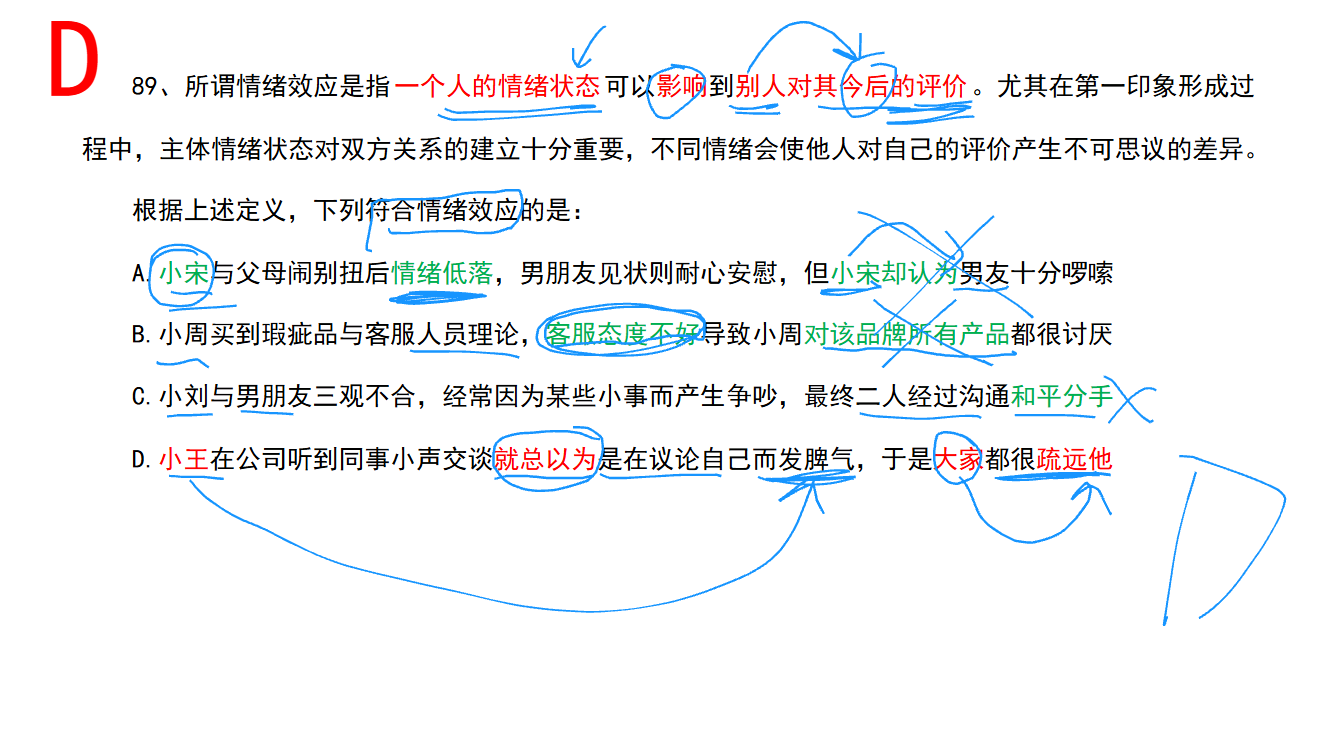 D
89、所谓情绪效应是指一个人的情绪状态可以影响到别人对其今后的评价。尤其在第一印象形成过
程中，主体情绪状态对双方关系的建立十分重要，不同情绪会使他人对自己的评价产生不可思议的差异。
根据上述定义，下列符合情绪效应的是：
A.小宋与父母闹别扭后情绪低落，男朋友见状则耐心安慰，但小宋却认为男友十分啰嗦
B.小周买到瑕疵品与客服人员理论，客服态度不好导致小周对该品牌所有产品都很讨厌
C.小刘与男朋友三观不合，经常因为某些小事而产生争吵，最终二人经过沟通和平分手
D.小王在公司听到同事小声交谈就总以为是在议论自己而发脾气，于是大家都很疏远他
D